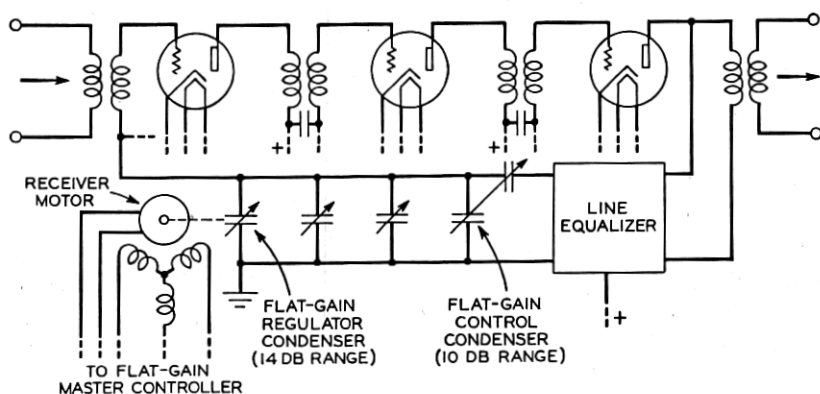 RECEIVER
MOTOR
LINE
EQUALIZER
+
+
+
FLAT-GAIN
REGULATOR
CONDENSER
(14 DB RANGE)
FLAT-GAIN
CONTROL
CONDENSER
(10 DB RANGE)
TO FLAT-GAIN
MASTER CONTROLLER